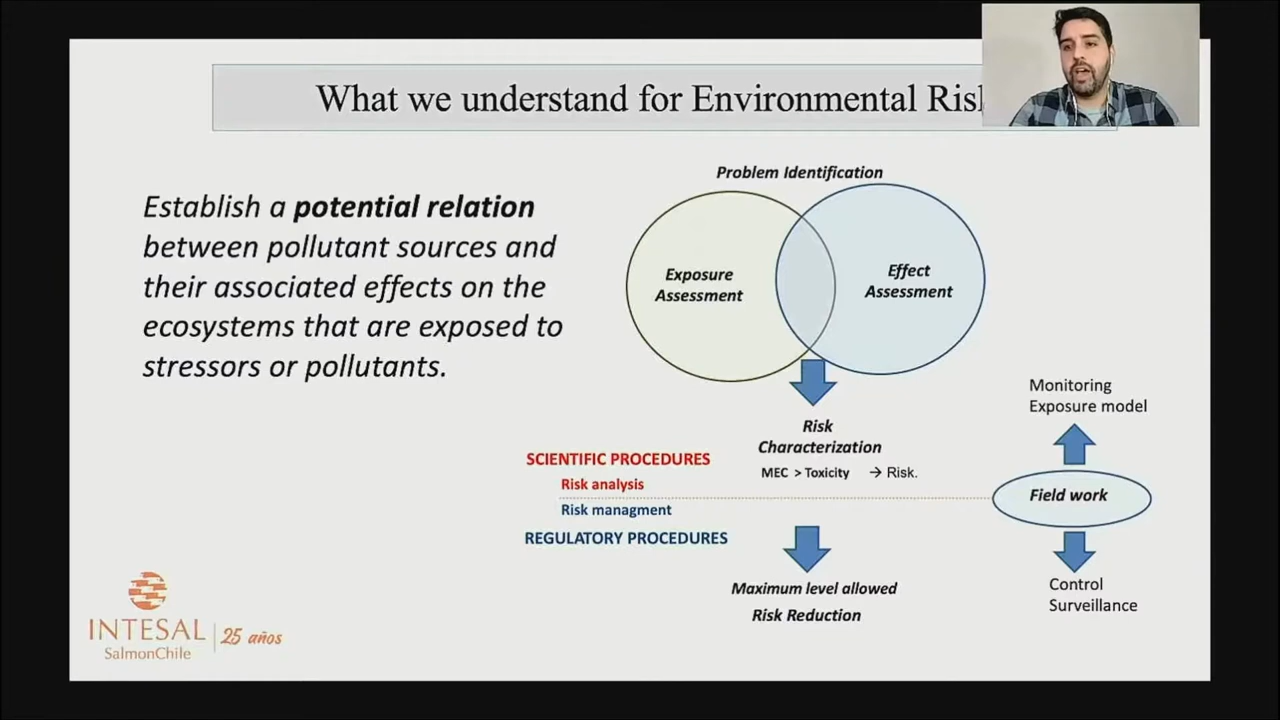 What we understand for Environmental
Establish a potential relation
between pollutant sources and
their associated effects on the
ecosystems that are exposed to
stressors or pollutants.
Problem Identification
Exposure
Assessment
Effect
Assessment
Risk
Characterization
MEC > Toxicity → Risk.
SCIENTIFIC PROCEDURES
Risk analysis
Risk managment
REGULATORY PROCEDURES
Maximum level allowed
Risk Reduction
Monitoring
Exposure model
Field work
Control
Surveillance
INTESAL
SalmonChile
25 años